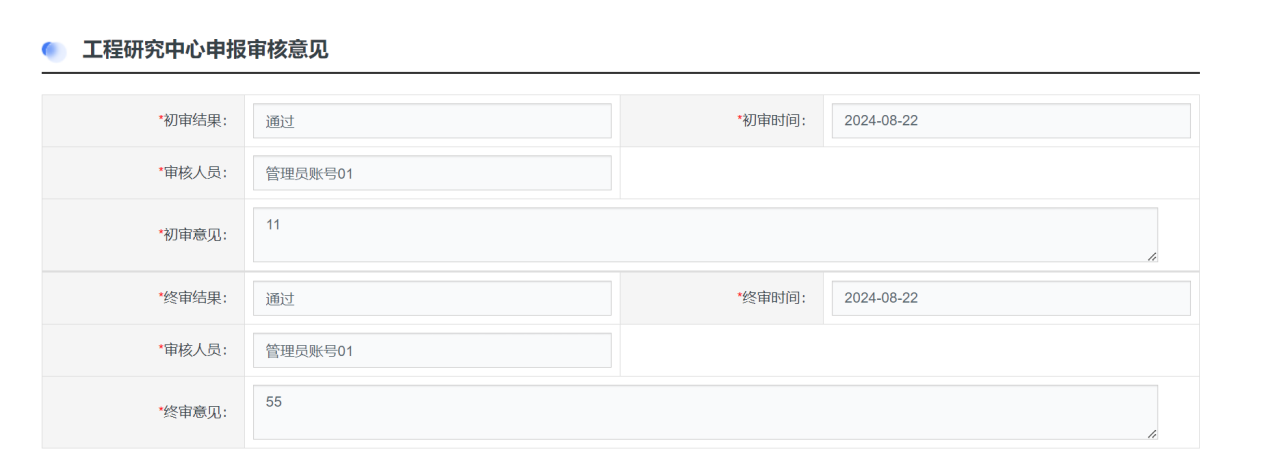 工程研究中心申报审核意见
*初审结果： 通过 *初审时间： 2024-08-22
*审核人员： 管理员账号01
*初审意见： 11
*终审结果： 通过 *终审时间： 2024-08-22
*审核人员： 管理员账号01
*终审意见： 55